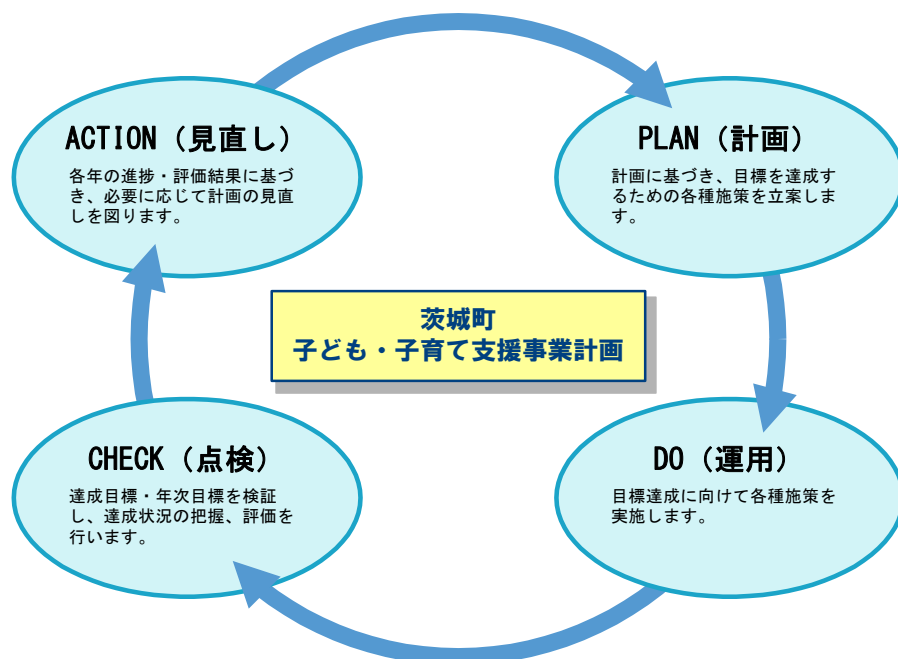 ACTION（見直し）
各年の進捗・評価結果に基づ
き、必要に応じて計画の見直
しを図ります。
PLAN（計画）
計画に基づき、目標を達成す
るための各種施策を立案しま
す。
茨城町
子ども・子育て支援事業計画
CHECK（点検）
達成目標・年次目標を検証
し、達成状況の把握、評価を
行います。
DO（運用）
目標達成に向けて各種施策を
実施します。